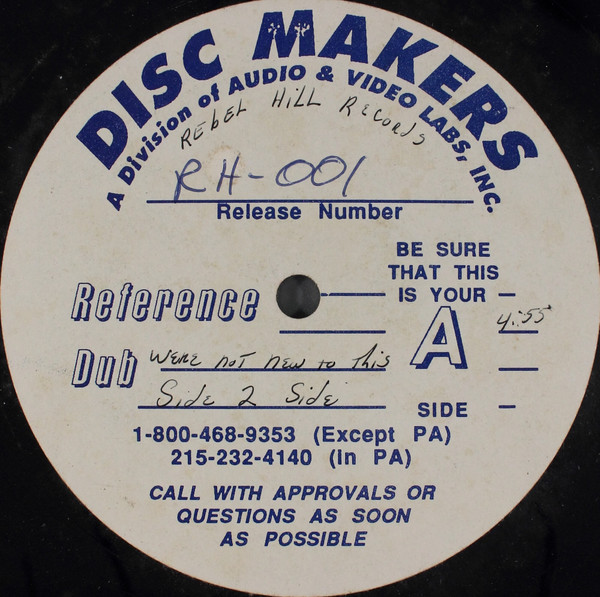 DISC MAKERS
A Division of AUDIO & VIDEO LABS, INC.
REbEL HiLL RECORdS
RH-001
Release Number
BE SURE
THAT THIS
IS YOUR
Reference
A
4:55
Dub WERE NOT NEW TO THis
Side 2 Side
SIDE
1-800-468-9353 (Except PA)
215-232-4140 (in PA)
CALL WITH APPROVALS OR
QUESTIONS AS SOON
AS POSSIBLE